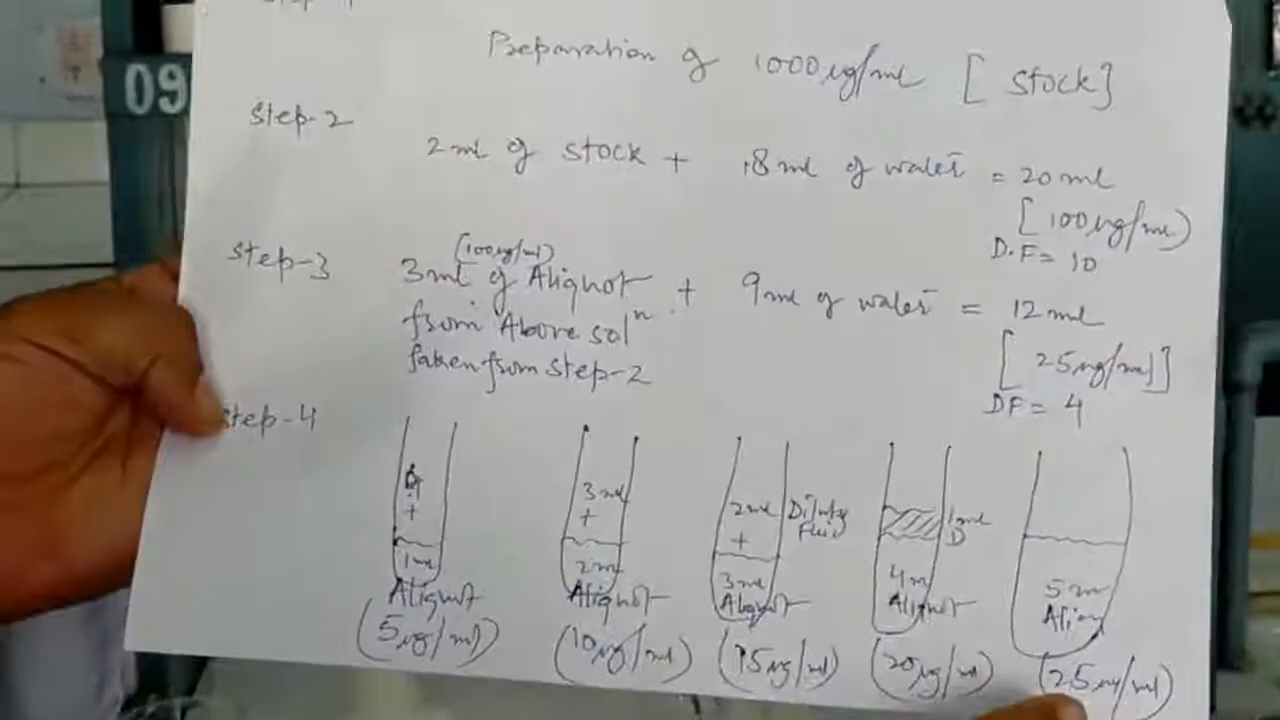 09
Preparation of 1000 µg/ml [ stock]
Step-2
2 ml of stock + 18 ml of water = 20 ml
[100 µg/ml)
D.F = 10
Step-3
(100 µg/ml)
3 ml of Aliquot + 9 ml of water = 12 ml
from Above solⁿ.
taken from step-2
[25 µg/ml]]
DF = 4
Step-4
+
1 ml
Aliquot
(5 µg/ml)
3 ml
+
2 ml
Aliquot
(10 µg/ml)
2 ml
+
3 ml
Aliquot
(15 µg/ml)
Fluid
1 ml
D
4 m
Aliquot
(20 µg/ml)
5 m
(25 µg/ml)